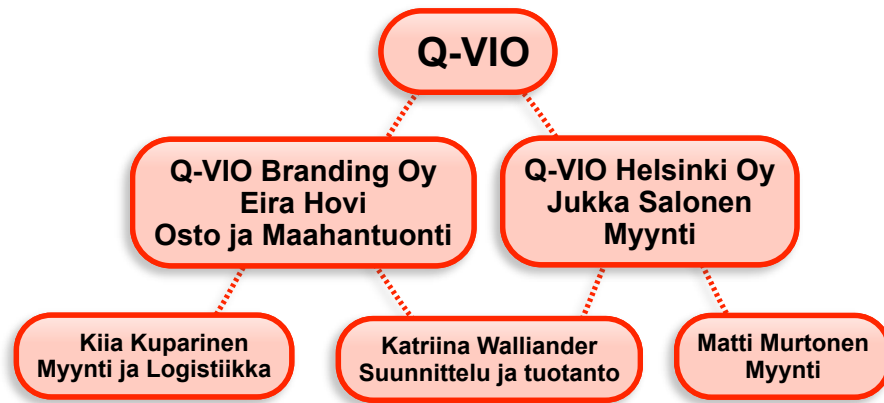 Q-VIO
Q-VIO Branding Oy
Eira Hovi
Osto ja Maahantuonti
Q-VIO Helsinki Oy
Jukka Salonen
Myynti
Kiia Kuparinen
Myynti ja Logistiikka
Katriina Walliander
Suunnittelu ja tuotanto
Matti Murtonen
Myynti